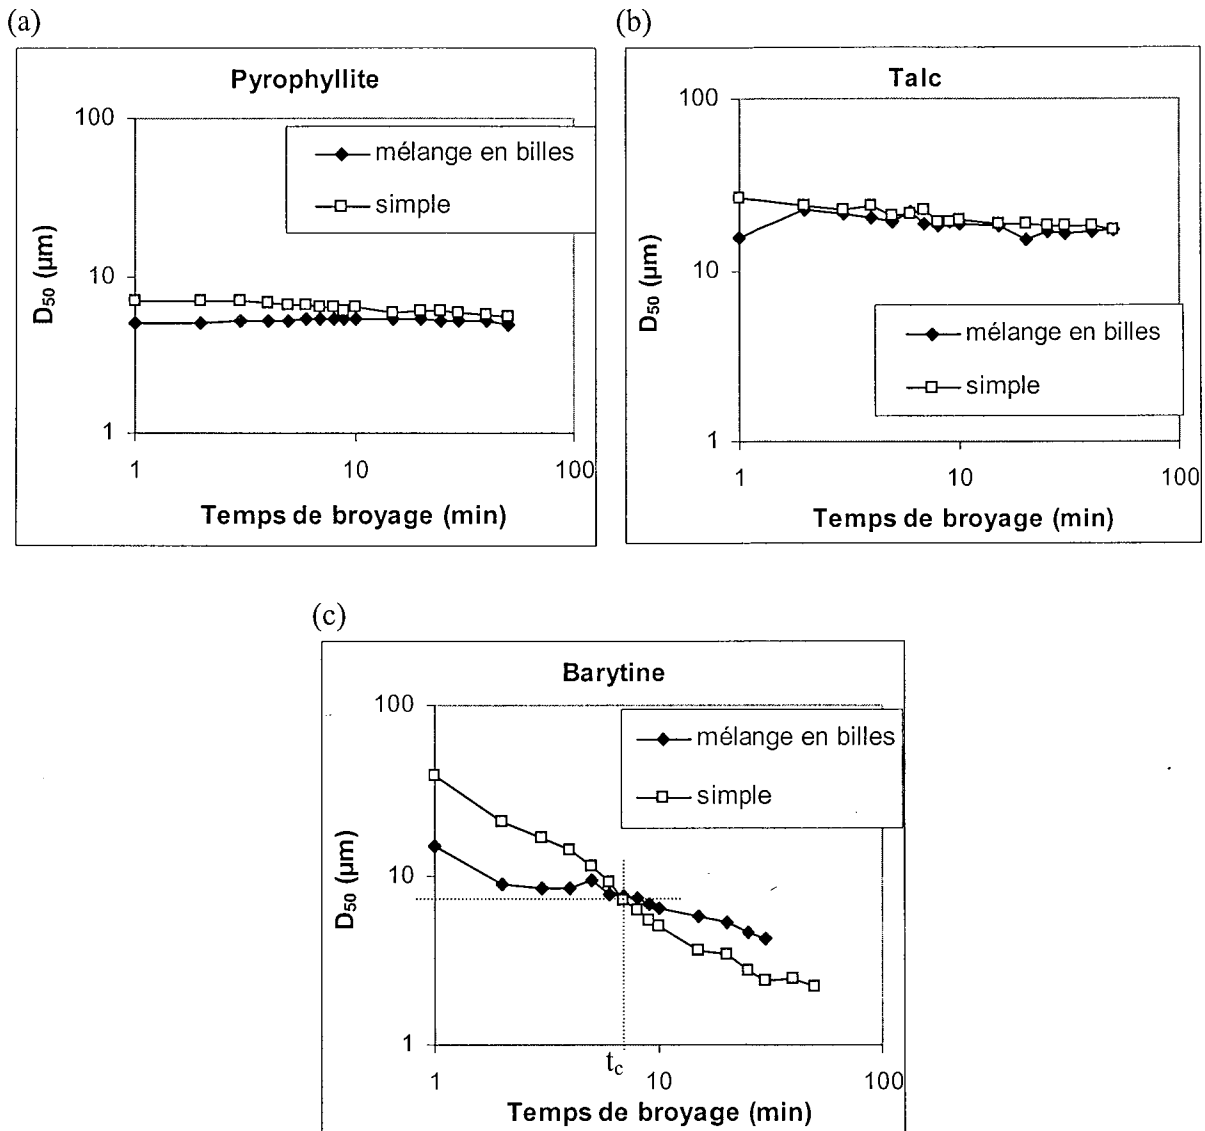 (a)
Pyrophyllite
100
10
1
D50 (µm)
mélange en billes
simple
1 10 100
Temps de broyage (min)
(b)
Talc
100
10
1
D50 (µm)
mélange en billes
simple
1 10 100
Temps de broyage (min)
(c)
Barytine
100
10
1
D50 (µm)
mélange en billes
simple
tc
1 10 100
Temps de broyage (min)